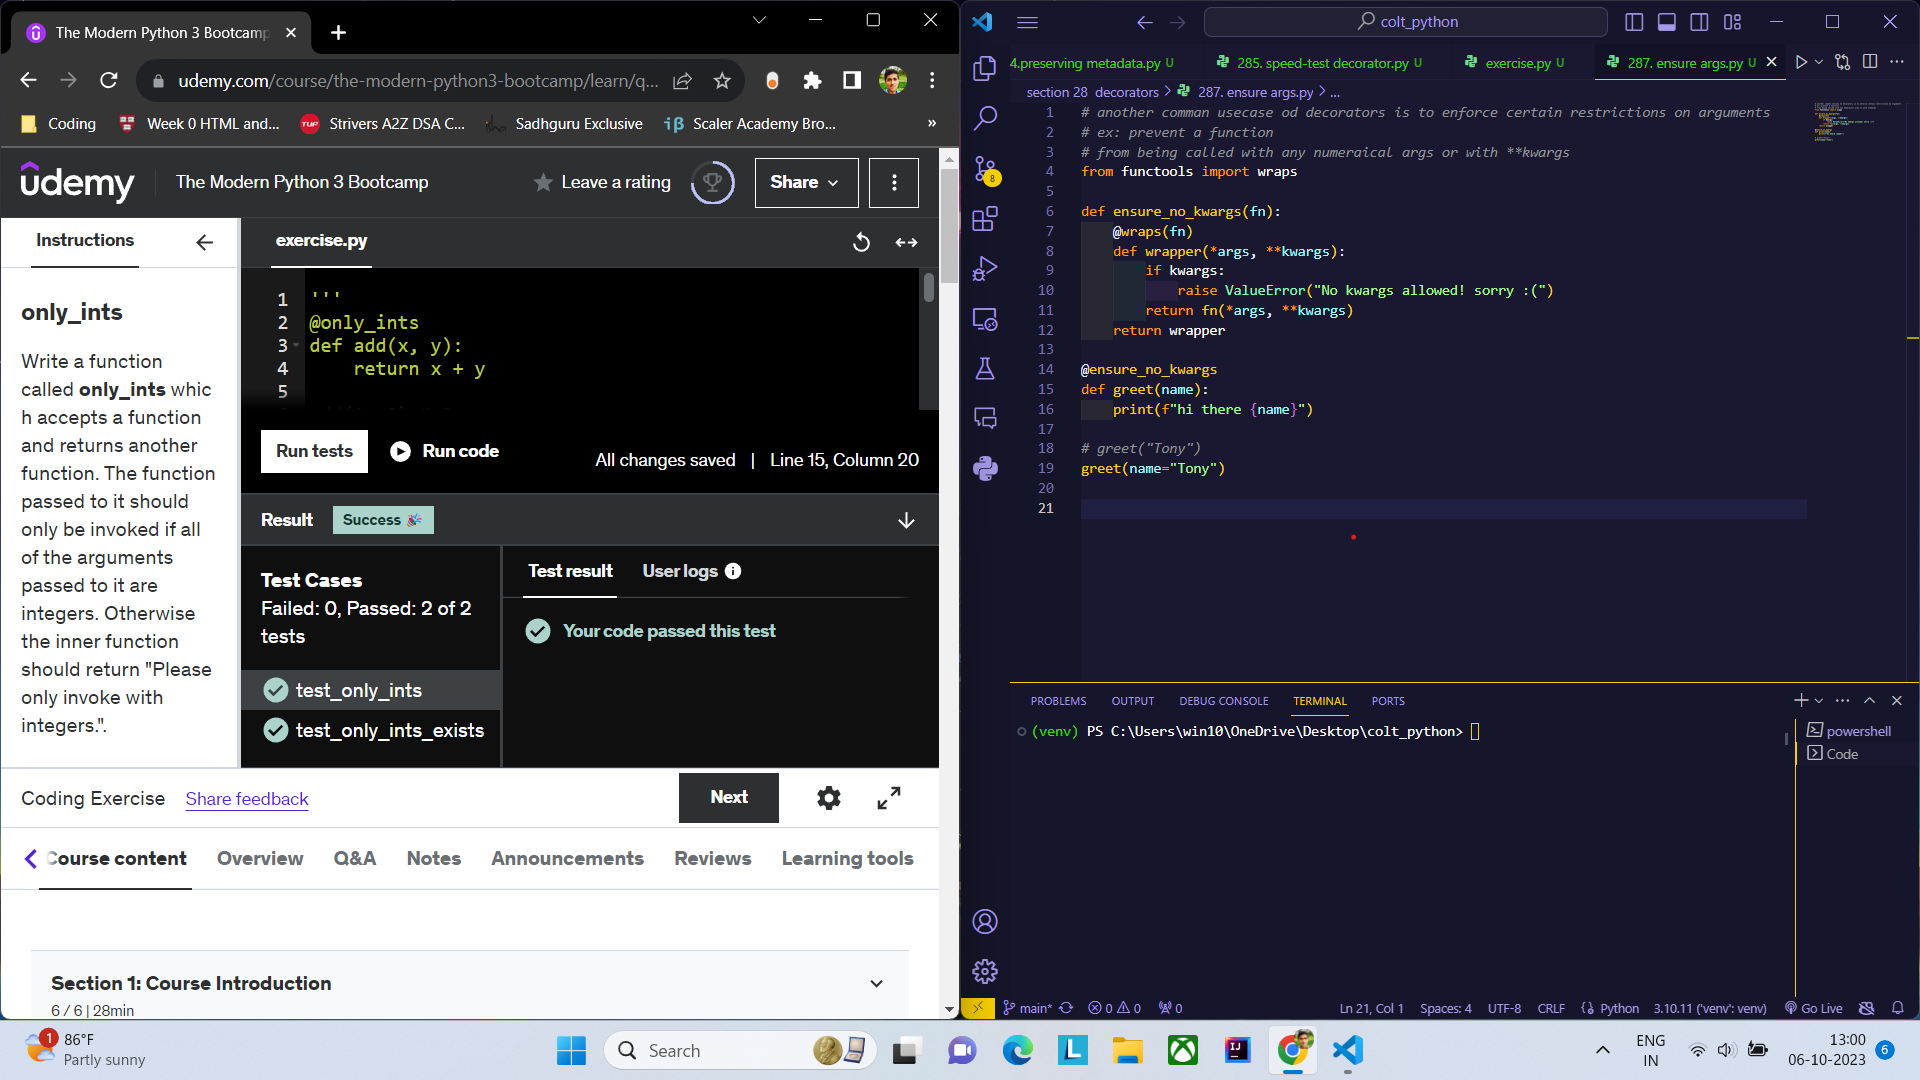 The Modern Python 3 Bootcamp
udemy.com/course/the-modern-python3-bootcamp/learn/q...
Coding
Week 0 HTML and...
TUF
Strivers A2Z DSA C...
Sadhguru Exclusive
Scaler Academy Bro...
»
udemy
The Modern Python 3 Bootcamp
Leave a rating
Share
Instructions
exercise.py
only_ints
Write a function
called only_ints whic
h accepts a function
and returns another
function. The function
passed to it should
only be invoked if all
of the arguments
passed to it are
integers. Otherwise
the inner function
should return "Please
only invoke with
integers.".
1 '''
2 @only_ints
3 def add(x, y):
4 return x + y
5
Run tests
Run code
All changes saved | Line 15, Column 20
Result
Success
Test Cases
Failed: 0, Passed: 2 of 2
tests
test_only_ints
test_only_ints_exists
Test result
User logs
Your code passed this test
Coding Exercise
Share feedback
Next
Course content
Overview
Q&A
Notes
Announcements
Reviews
Learning tools
Section 1: Course Introduction
6 / 6 | 28min
colt_python
4.preserving metadata.py U
285. speed-test decorator.py U
exercise.py U
287. ensure args.py U
section 28 decorators > 287. ensure args.py > ...
8
1 # another comman usecase od decorators is to enforce certain restrictions on arguments
2 # ex: prevent a function
3 # from being called with any numeraical args or with **kwargs
4 from functools import wraps
5
6 def ensure_no_kwargs(fn):
7 @wraps(fn)
8 def wrapper(*args, **kwargs):
9 if kwargs:
10 raise ValueError("No kwargs allowed! sorry :(")
11 return fn(*args, **kwargs)
12 return wrapper
13
14 @ensure_no_kwargs
15 def greet(name):
16 print(f"hi there {name}")
17
18 # greet("Tony")
19 greet(name="Tony")
20
21
PROBLEMS
OUTPUT
DEBUG CONSOLE
TERMINAL
PORTS
(venv) PS C:\Users\win10\OneDrive\Desktop\colt_python>
powershell
Code
main*
0
0
0
Ln 21, Col 1
Spaces: 4
UTF-8
CRLF
Python
3.10.11 ('venv': venv)
Go Live
1
86°F
Partly sunny
Search
L
IJ
ENG
IN
13:00
06-10-2023
6